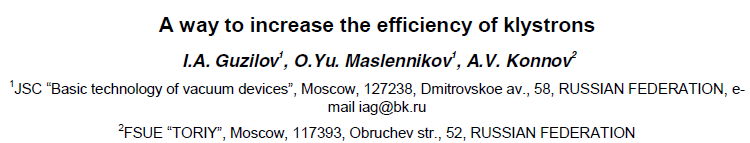 A way to increase the efficiency of klystrons
I.A. Guzilov1, O.Yu. Maslennikov1, A.V. Konnov2
1JSC “Basic technology of vacuum devices”, Moscow, 127238, Dmitrovskoe av., 58, RUSSIAN FEDERATION, e-
mail iag@bk.ru
2FSUE “TORIY”, Moscow, 117393, Obruchev str., 52, RUSSIAN FEDERATION